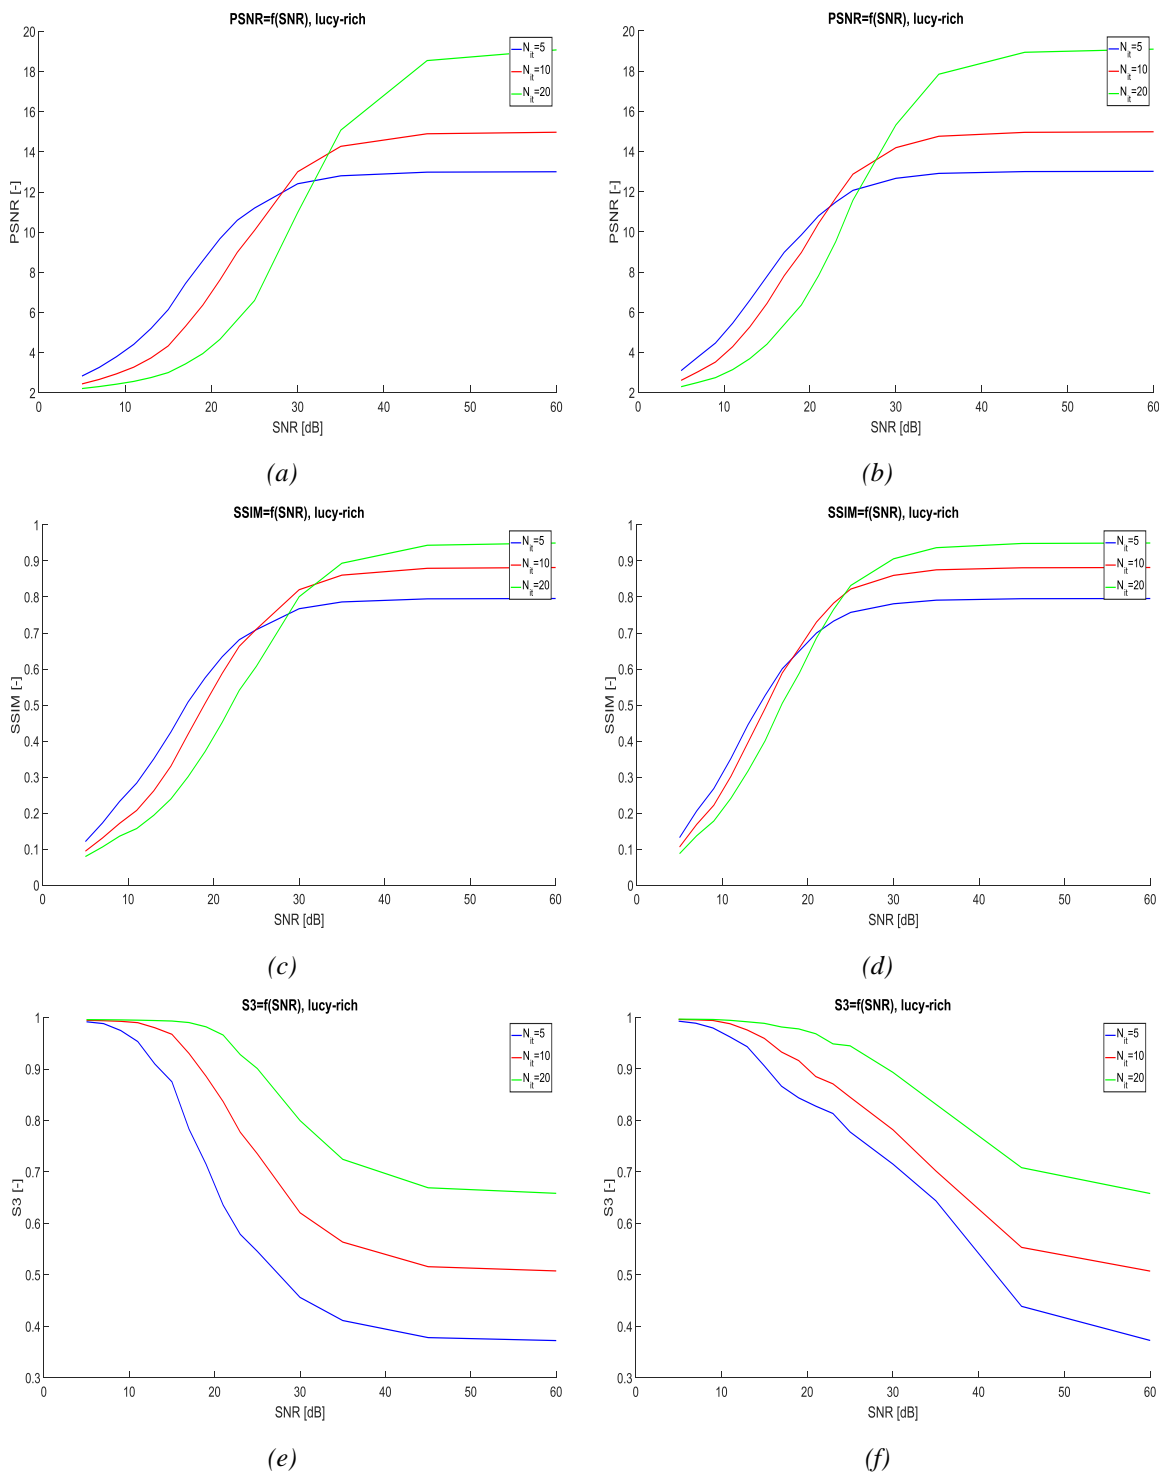 PSNR=f(SNR), lucy-rich
20
18
16
14
12
10
8
6
4
2
0 10 20 30 40 50 60
PSNR [-]
SNR [dB]
N_it=5
N_it=10
N_it=20
(a)
PSNR=f(SNR), lucy-rich
20
18
16
14
12
10
8
6
4
2
0 10 20 30 40 50 60
PSNR [-]
SNR [dB]
N_it=5
N_it=10
N_it=20
(b)
SSIM=f(SNR), lucy-rich
1
0.9
0.8
0.7
0.6
0.5
0.4
0.3
0.2
0.1
0
0 10 20 30 40 50 60
SSIM [-]
SNR [dB]
N_it=5
N_it=10
N_it=20
(c)
SSIM=f(SNR), lucy-rich
1
0.9
0.8
0.7
0.6
0.5
0.4
0.3
0.2
0.1
0
0 10 20 30 40 50 60
SSIM [-]
SNR [dB]
N_it=5
N_it=10
N_it=20
(d)
S3=f(SNR), lucy-rich
1
0.9
0.8
0.7
0.6
0.5
0.4
0.3
0 10 20 30 40 50 60
S3 [-]
SNR [dB]
N_it=5
N_it=10
N_it=20
(e)
S3=f(SNR), lucy-rich
1
0.9
0.8
0.7
0.6
0.5
0.4
0.3
0 10 20 30 40 50 60
S3 [-]
SNR [dB]
N_it=5
N_it=10
N_it=20
(f)